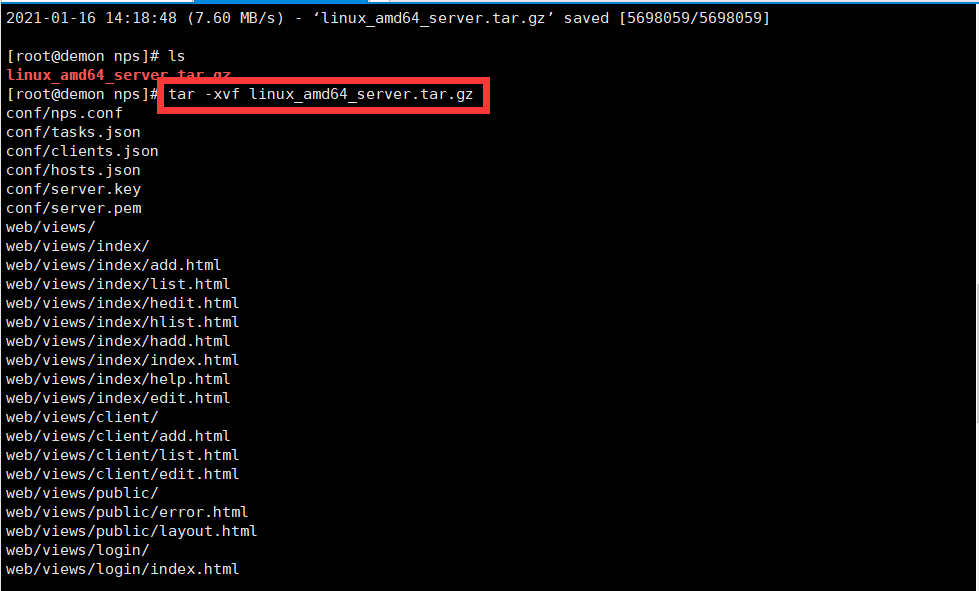 2021-01-16 14:18:48 (7.60 MB/s) - ‘linux_amd64_server.tar.gz’ saved [5698059/5698059]
[root@demon nps]# ls
linux_amd64_server.tar.gz
[root@demon nps]# tar -xvf linux_amd64_server.tar.gz
conf/nps.conf
conf/tasks.json
conf/clients.json
conf/hosts.json
conf/server.key
conf/server.pem
web/views/
web/views/index/
web/views/index/add.html
web/views/index/list.html
web/views/index/hedit.html
web/views/index/hlist.html
web/views/index/hadd.html
web/views/index/index.html
web/views/index/help.html
web/views/index/edit.html
web/views/client/
web/views/client/add.html
web/views/client/list.html
web/views/client/edit.html
web/views/public/
web/views/public/error.html
web/views/public/layout.html
web/views/login/
web/views/login/index.html